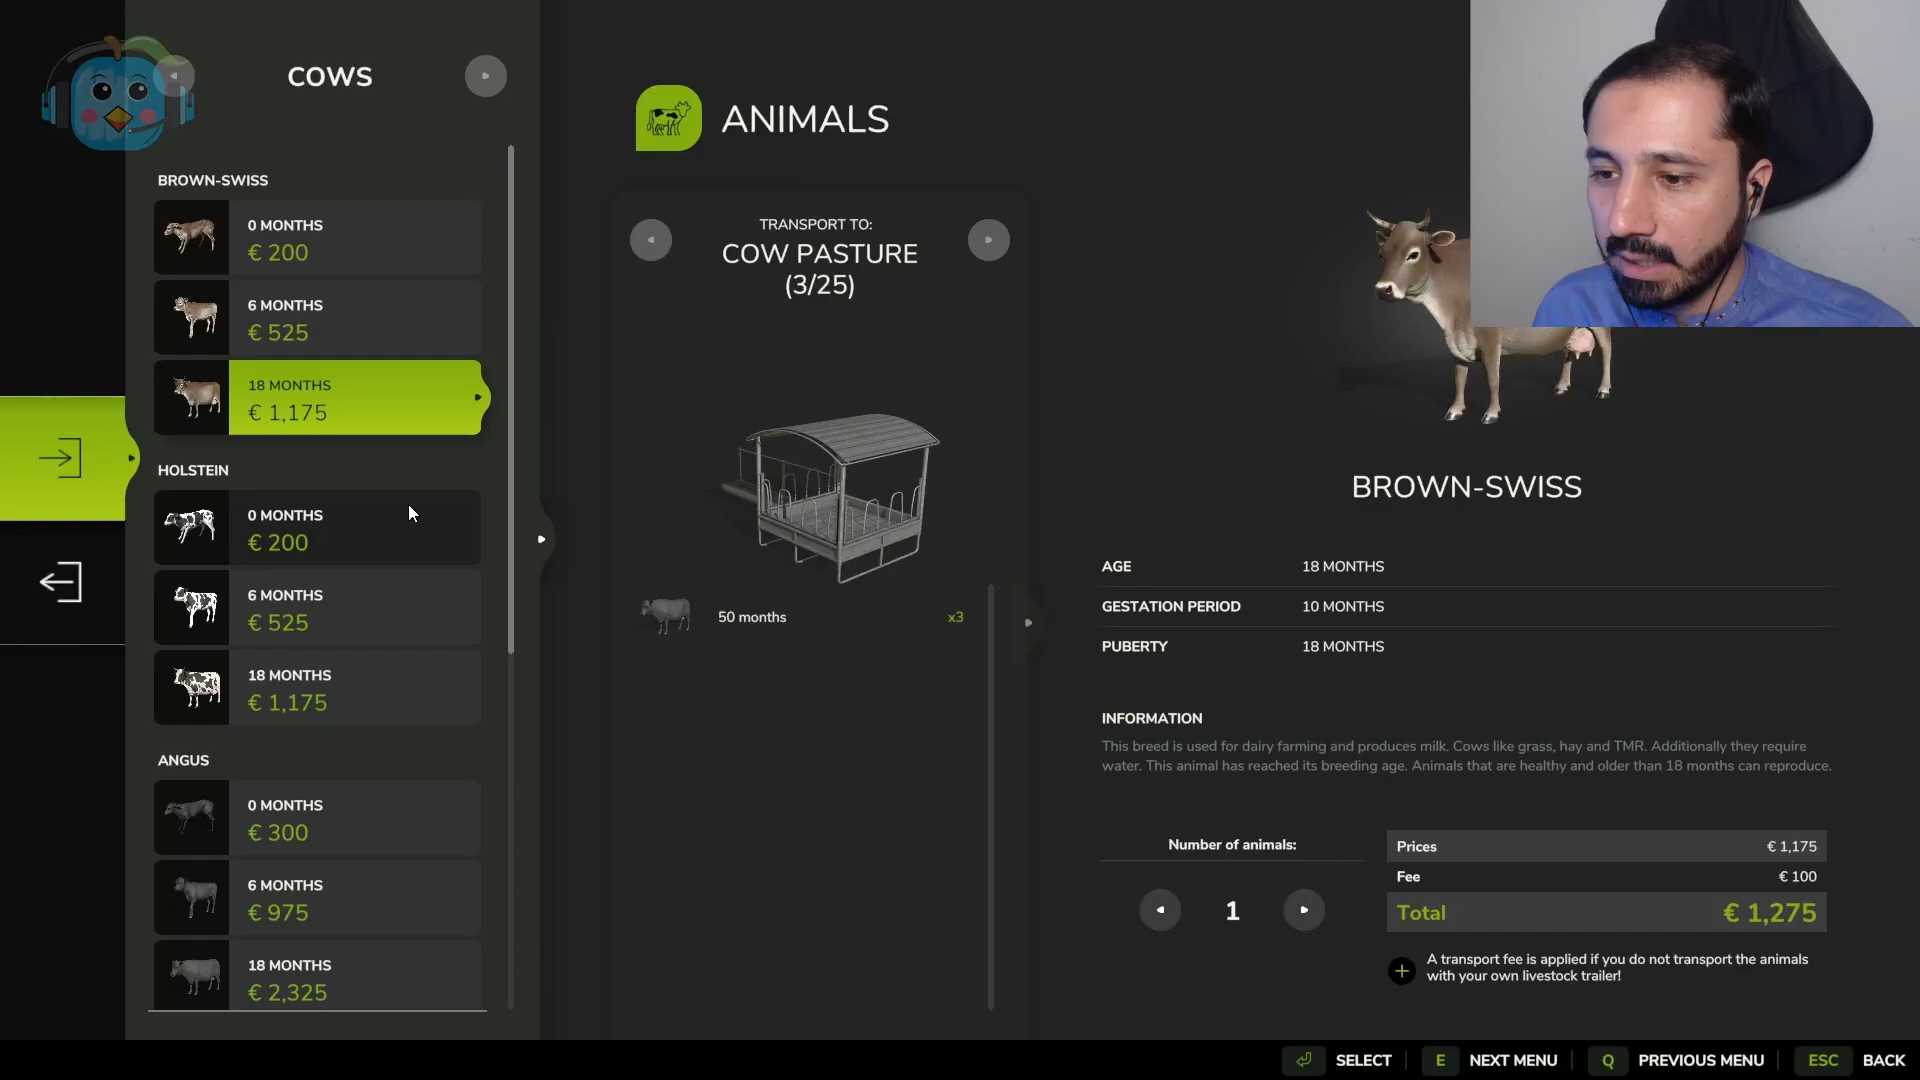 COWS
BROWN-SWISS
0 MONTHS
€ 200
6 MONTHS
€ 525
18 MONTHS
€ 1,175
HOLSTEIN
0 MONTHS
€ 200
6 MONTHS
€ 525
18 MONTHS
€ 1,175
ANGUS
0 MONTHS
€ 300
6 MONTHS
€ 975
18 MONTHS
€ 2,325
ANIMALS
TRANSPORT TO:
COW PASTURE
(3/25)
50 months x3
BROWN-SWISS
AGE 18 MONTHS
GESTATION PERIOD 10 MONTHS
PUBERTY 18 MONTHS
INFORMATION
This breed is used for dairy farming and produces milk. Cows like grass, hay and TMR. Additionally they require
water. This animal has reached its breeding age. Animals that are healthy and older than 18 months can reproduce.
Number of animals:
1
Prices € 1,175
Fee € 100
Total € 1,275
A transport fee is applied if you do not transport the animals
with your own livestock trailer!
SELECT E NEXT MENU Q PREVIOUS MENU ESC BACK